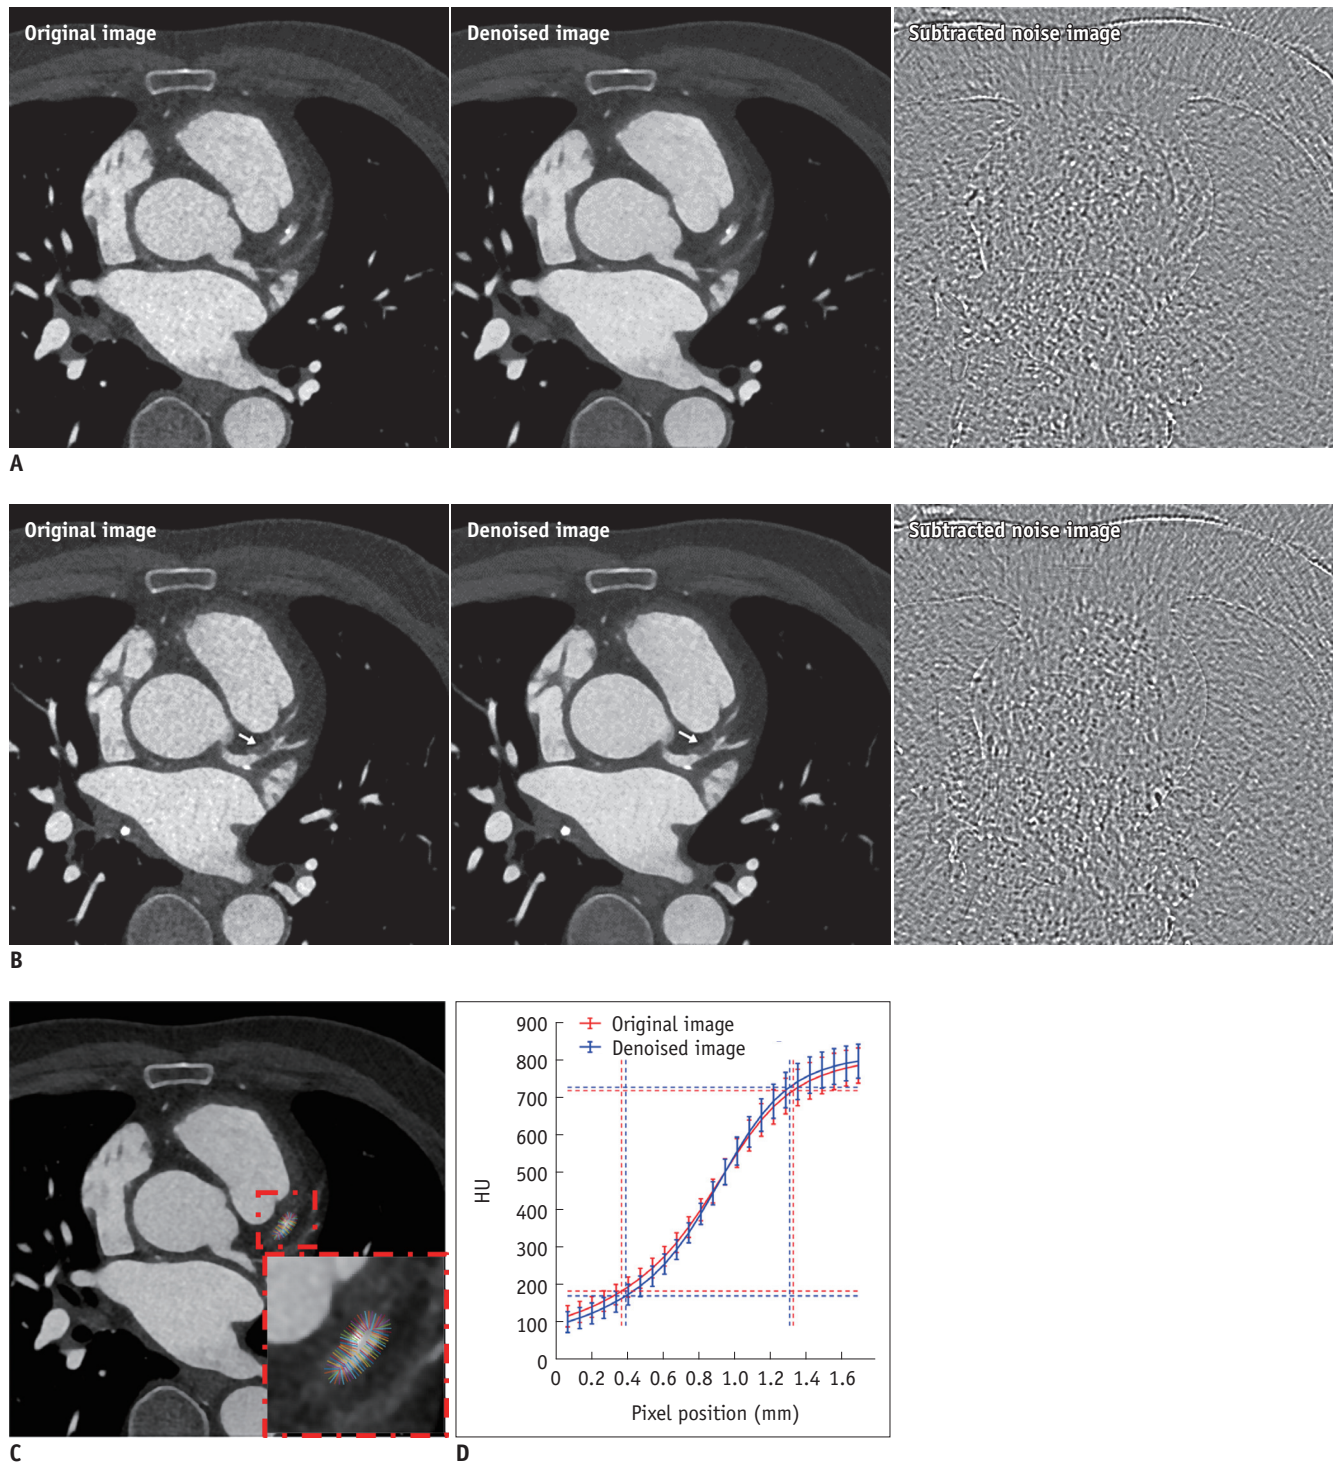 Original image
Denoised image
Subtracted noise image
A
Original image
Denoised image
Subtracted noise image
B
C
Original image
Denoised image
900
800
700
600
500
400
300
200
100
0
HU
0 0.2 0.4 0.6 0.8 1.0 1.2 1.4 1.6
Pixel position (mm)
D